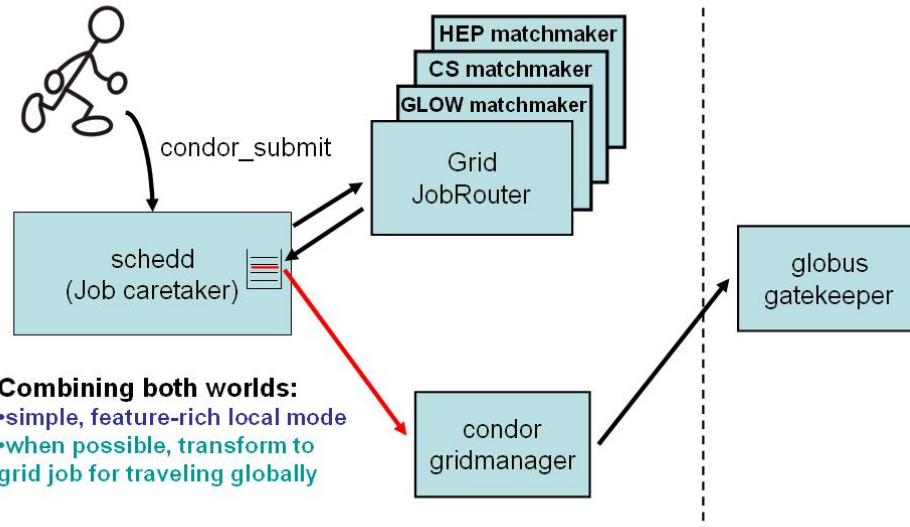 HEP matchmaker
CS matchmaker
GLOW matchmaker
condor_submit
Grid
JobRouter
schedd
(Job caretaker)
globus
gatekeeper
Combining both worlds:
•simple, feature-rich local mode
•when possible, transform to
grid job for traveling globally
condor
gridmanager